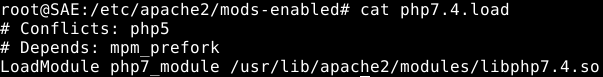 root@SAE:/etc/apache2/mods-enabled# cat php7.4.load
# Conflicts: php5
# Depends: mpm_prefork
LoadModule php7_module /usr/lib/apache2/modules/libphp7.4.so